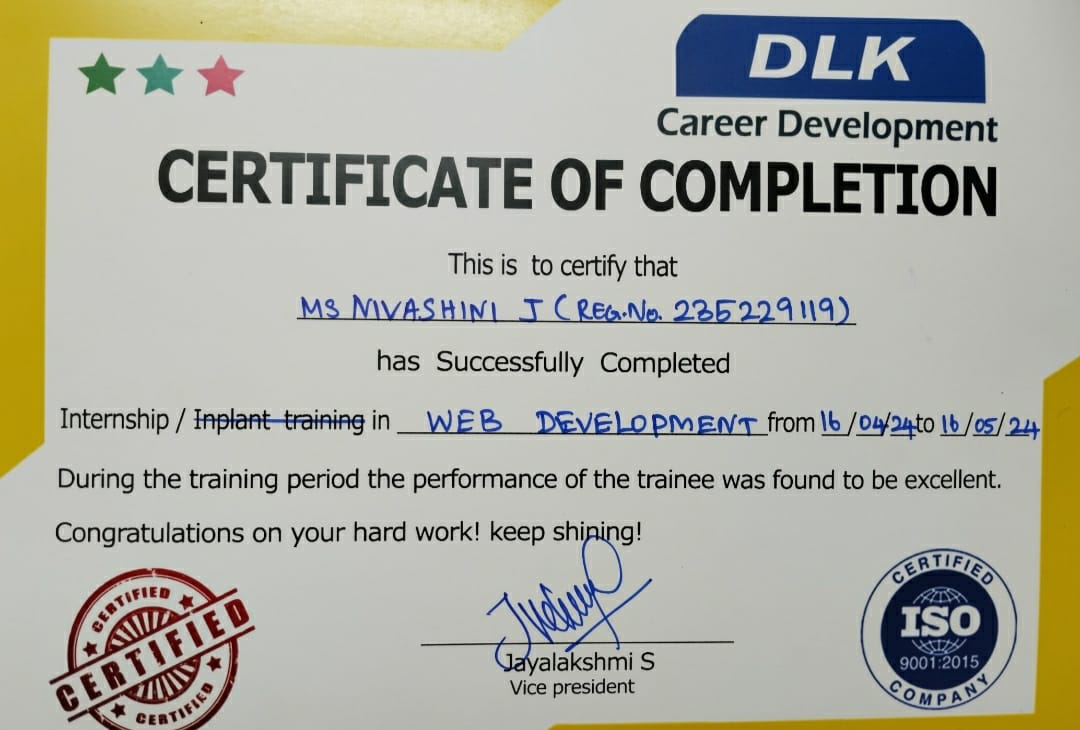 DLK
Career Development
CERTIFICATE OF COMPLETION
This is to certify that
MS NIVASHINI J (REG.No. 235229119)
has Successfully Completed
Internship / Inplant training in WEB DEVELOPMENT from 16/04/24 to 16/05/24
During the training period the performance of the trainee was found to be excellent.
Congratulations on your hard work! keep shining!
CERTIFIED
CERTIFIED
CERTIFIED
Jayalakshmi S
Vice president
CERTIFIED
ISO
9001:2015
COMPANY